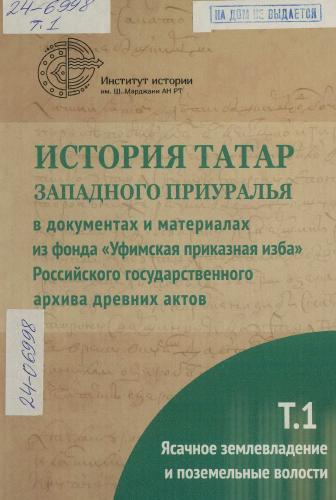 24-6998
т.1
НА ДОМ НЕ ВЫДАЕТСЯ
Институт истории
им. Ш.Марджани АН РТ
ИСТОРИЯ ТАТАР
ЗАПАДНОГО ПРИУРАЛЬЯ
в документах и материалах
из фонда «Уфимская приказная изба»
Российского государственного
архива древних актов
24-06998
Т.1
Ясачное землевладение
и поземельные волости